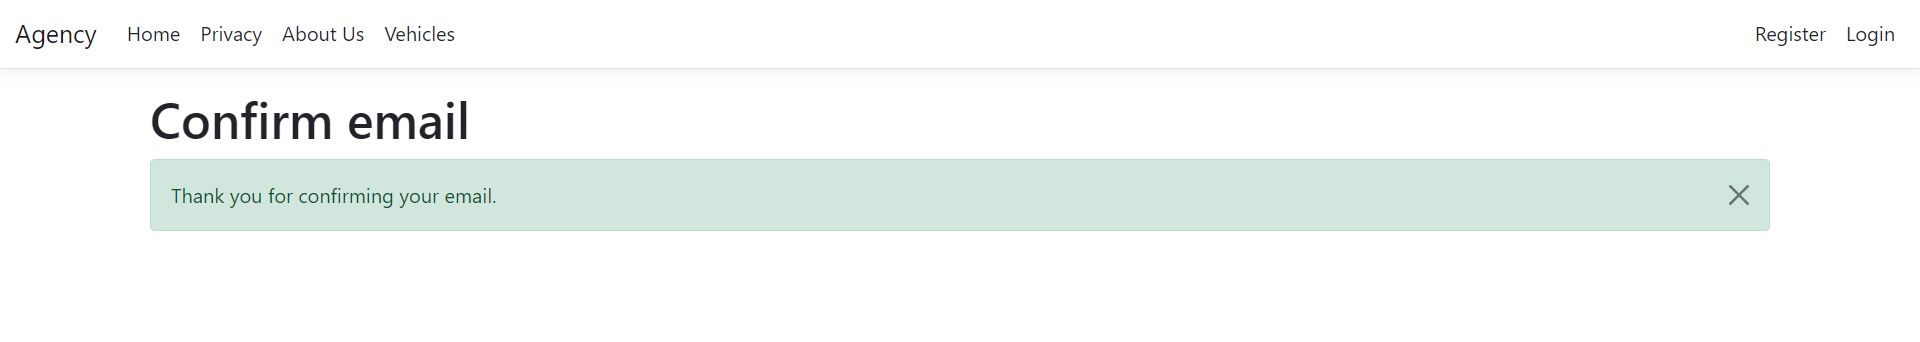 Agency Home Privacy About Us Vehicles Register Login
Confirm email
Thank you for confirming your email.